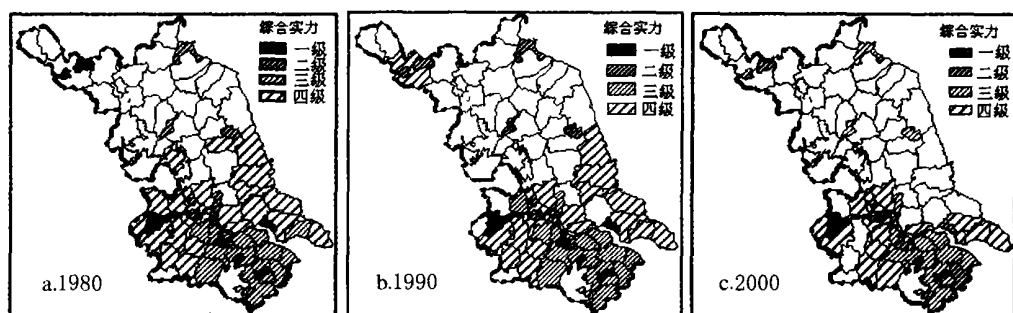 综合实力
一级
二级
三级
四级
a.1980
综合实力
一级
二级
三级
四级
b.1990
综合实力
一级
二级
三级
四级
c.2000